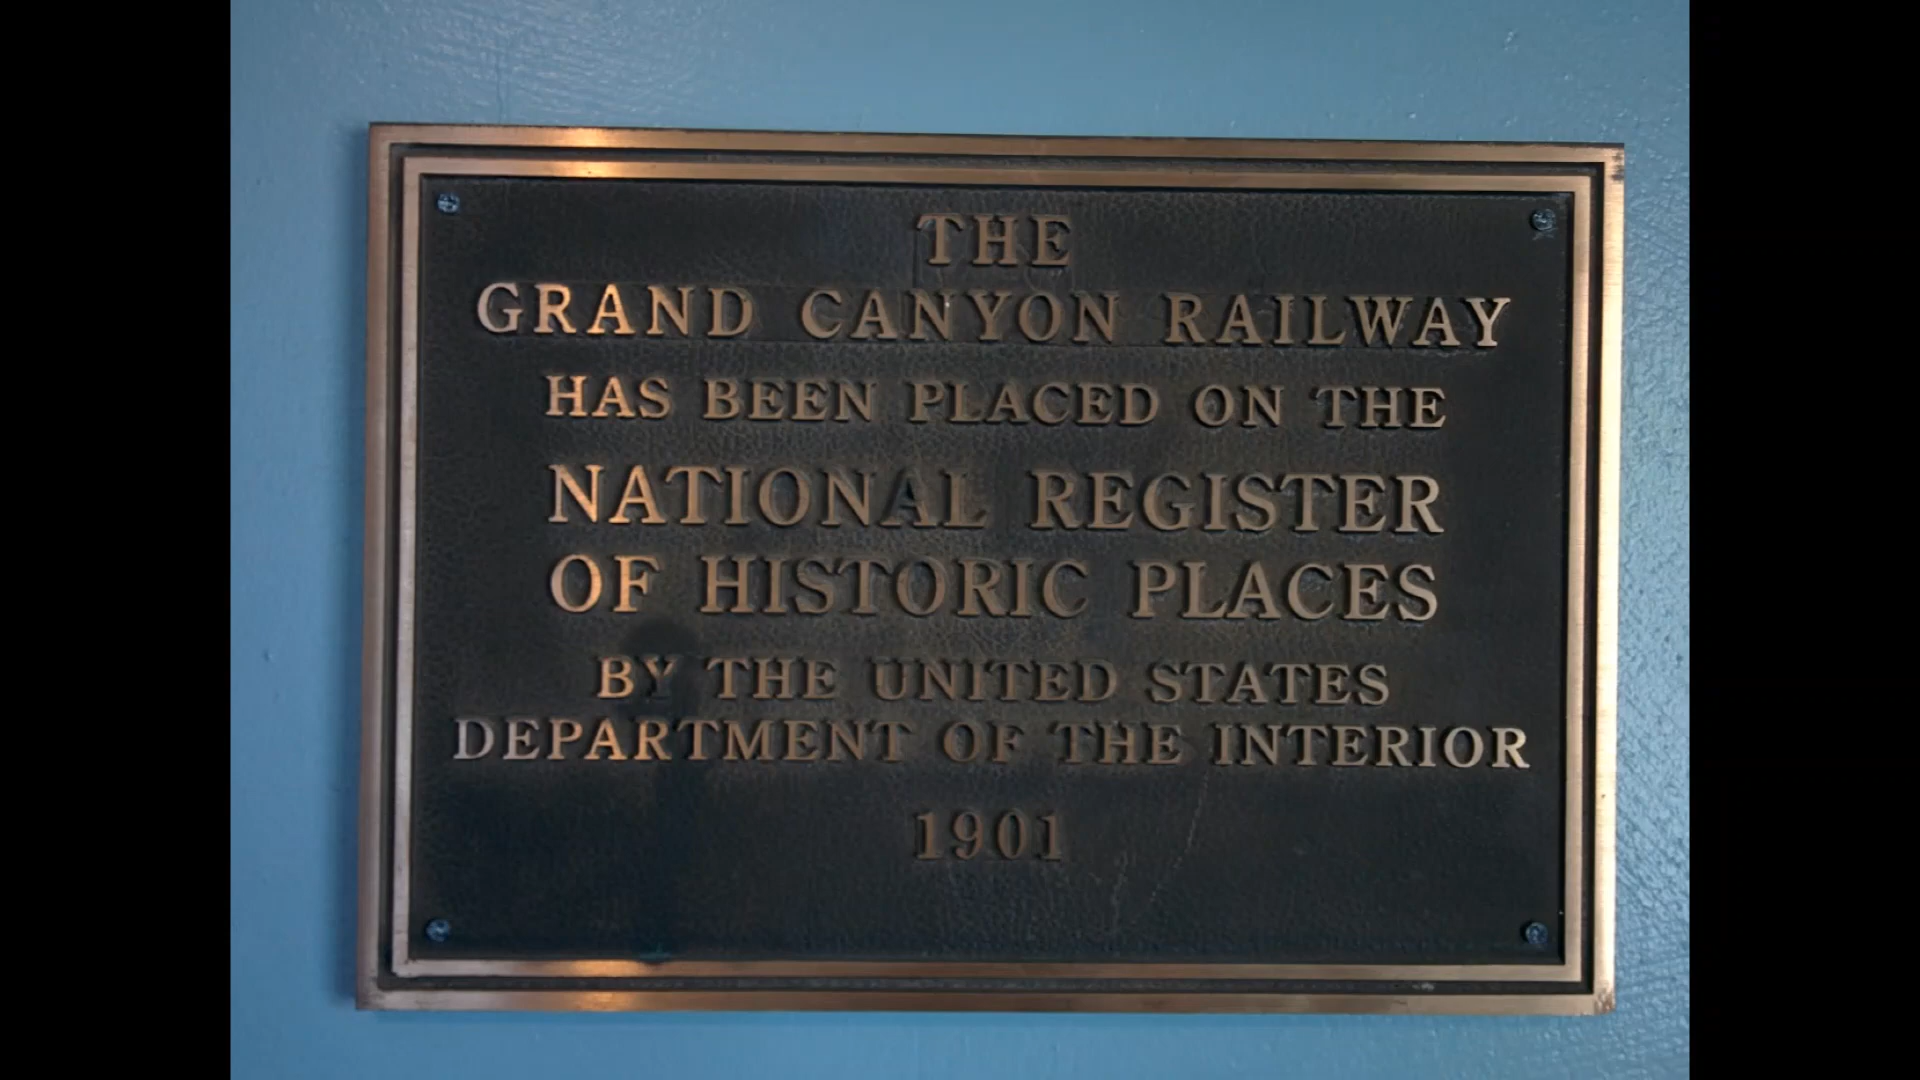 THE
GRAND CANYON RAILWAY
HAS BEEN PLACED ON THE
NATIONAL REGISTER
OF HISTORIC PLACES
BY THE UNITED STATES
DEPARTMENT OF THE INTERIOR
1901